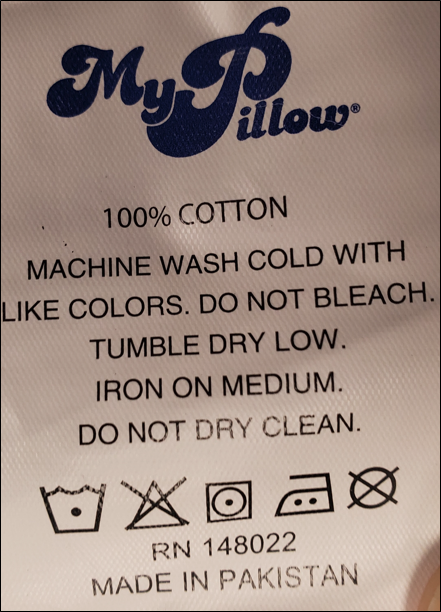 MyPillow®
100% COTTON
MACHINE WASH COLD WITH
LIKE COLORS. DO NOT BLEACH.
TUMBLE DRY LOW.
IRON ON MEDIUM.
DO NOT DRY CLEAN.
RN 148022
MADE IN PAKISTAN